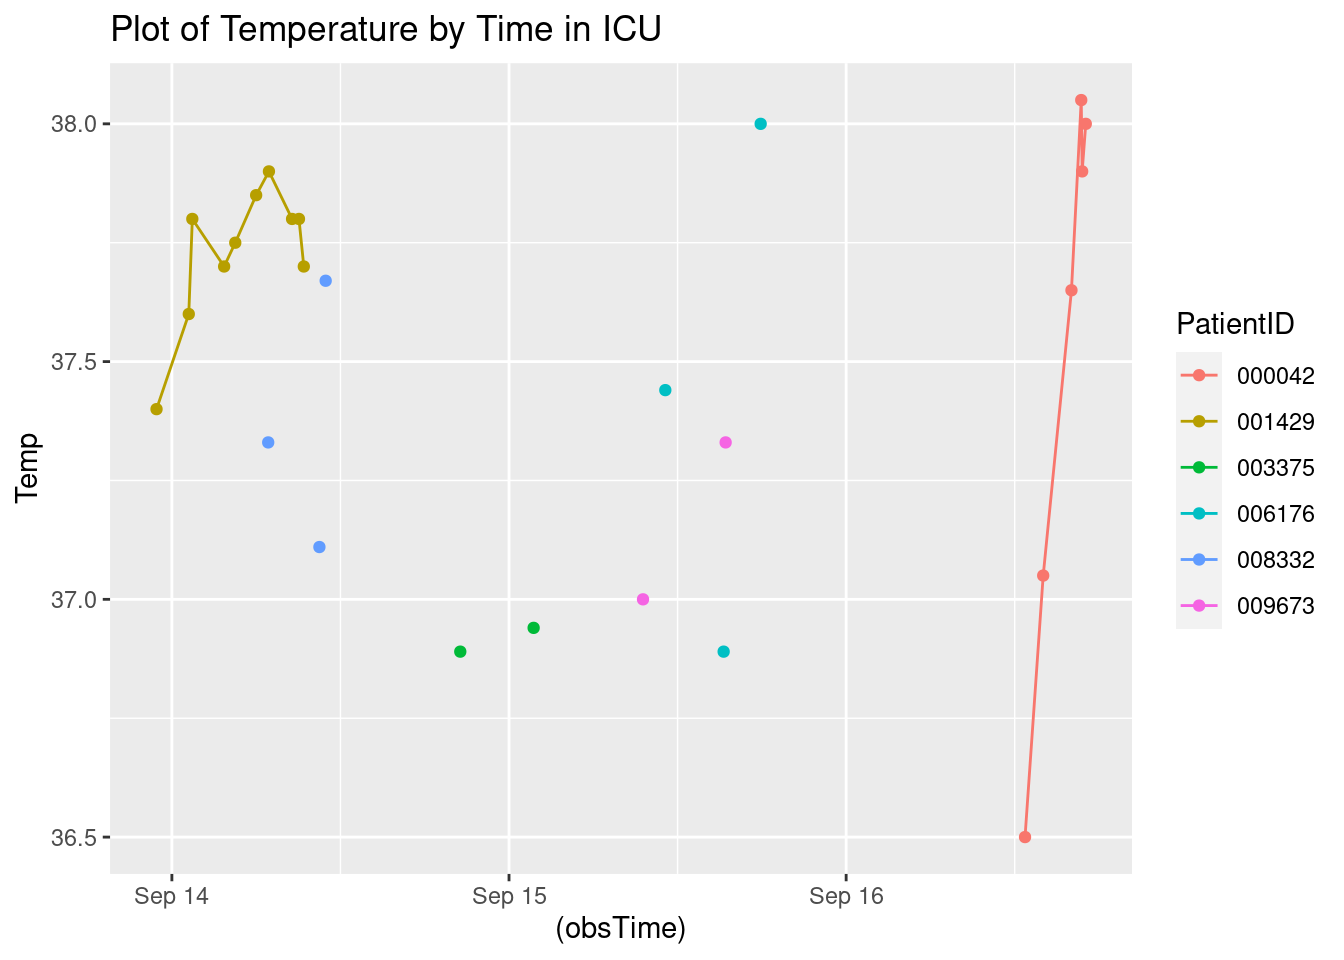 Plot of Temperature by Time in ICU
38.0
37.5
37.0
36.5
Temp
Sep 14
Sep 15
Sep 16
(obsTime)
PatientID
000042
001429
003375
006176
008332
009673